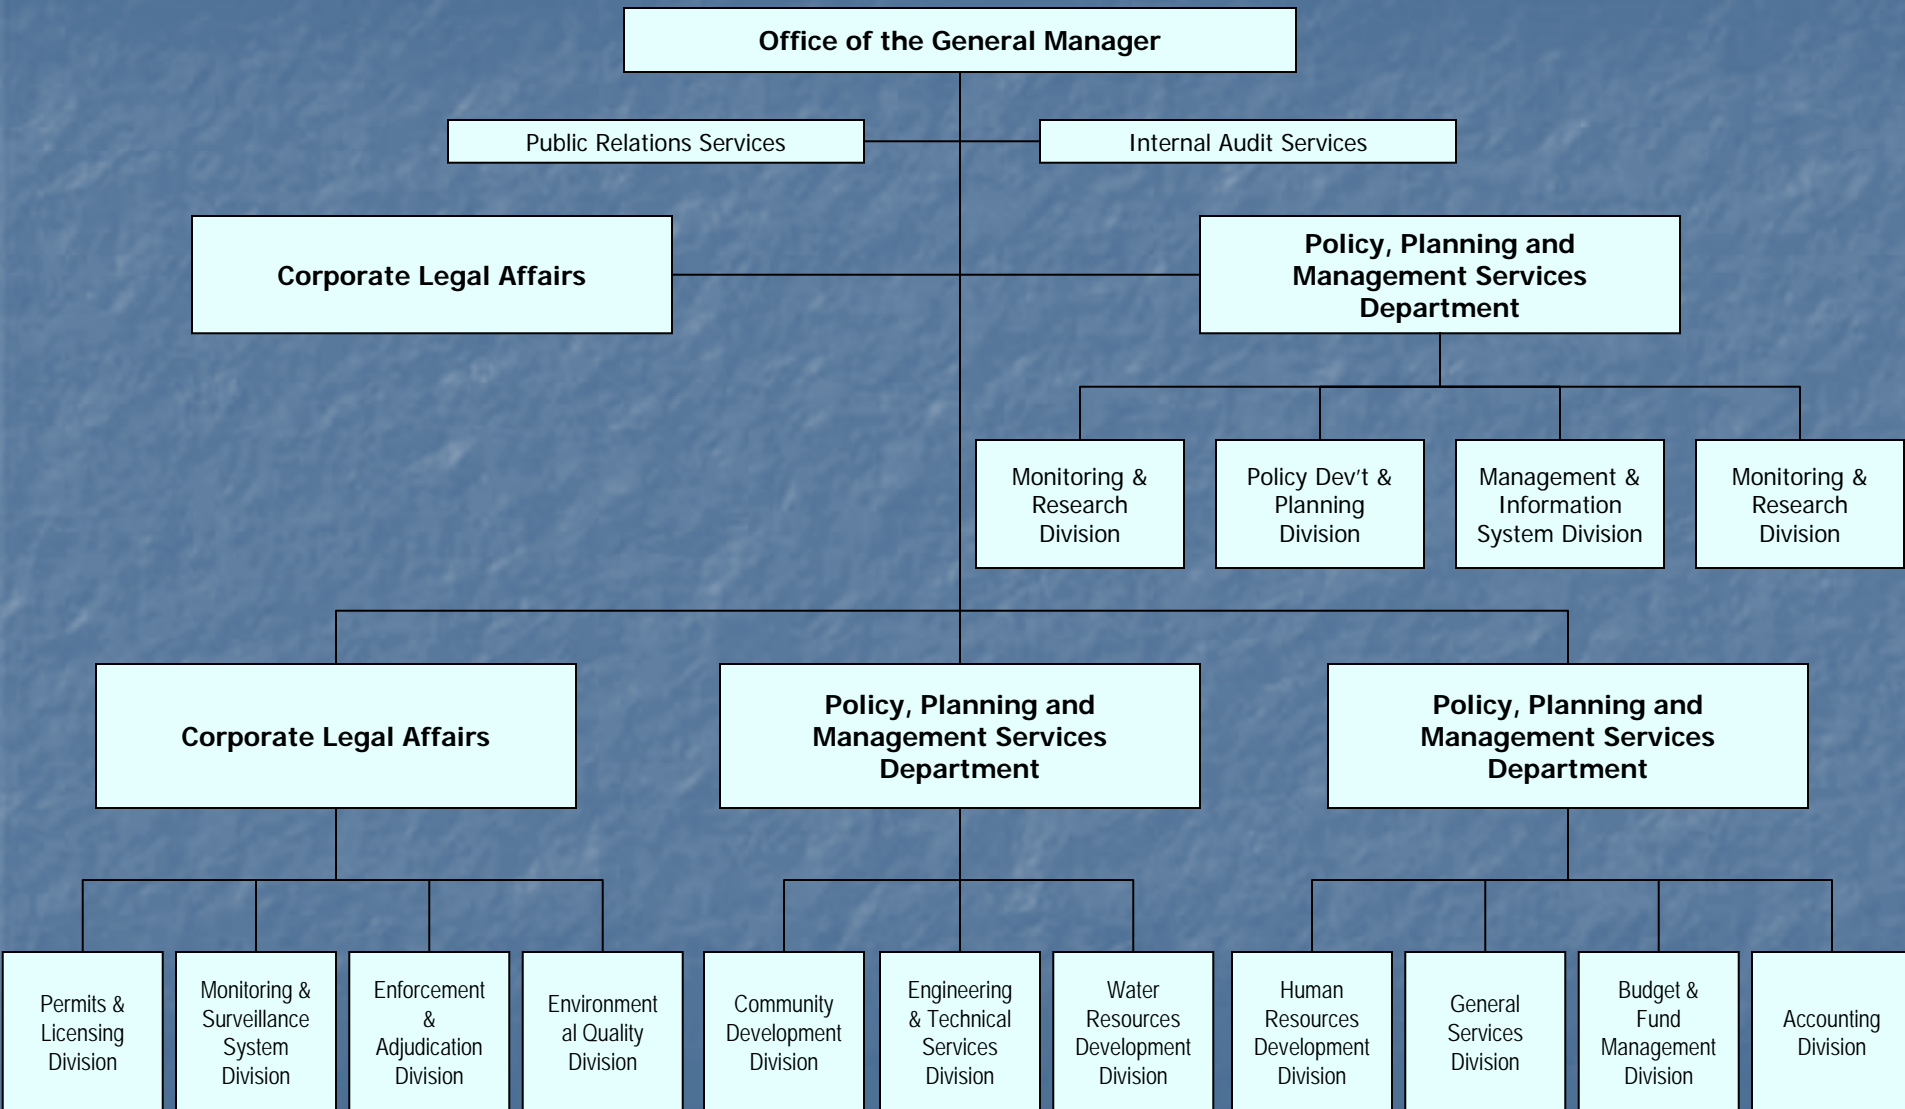 Office of the General Manager
Public Relations Services
Internal Audit Services
Corporate Legal Affairs
Policy, Planning and
Management Services
Department
Monitoring &
Research
Division
Policy Dev't &
Planning
Division
Management &
Information
System Division
Monitoring &
Research
Division
Corporate Legal Affairs
Policy, Planning and
Management Services
Department
Policy, Planning and
Management Services
Department
Permits &
Licensing
Division
Monitoring &
Surveillance
System
Division
Enforcement
&
Adjudication
Division
Environment
al Quality
Division
Community
Development
Division
Engineering
& Technical
Services
Division
Water
Resources
Development
Division
Human
Resources
Development
Division
General
Services
Division
Budget &
Fund
Management
Division
Accounting
Division